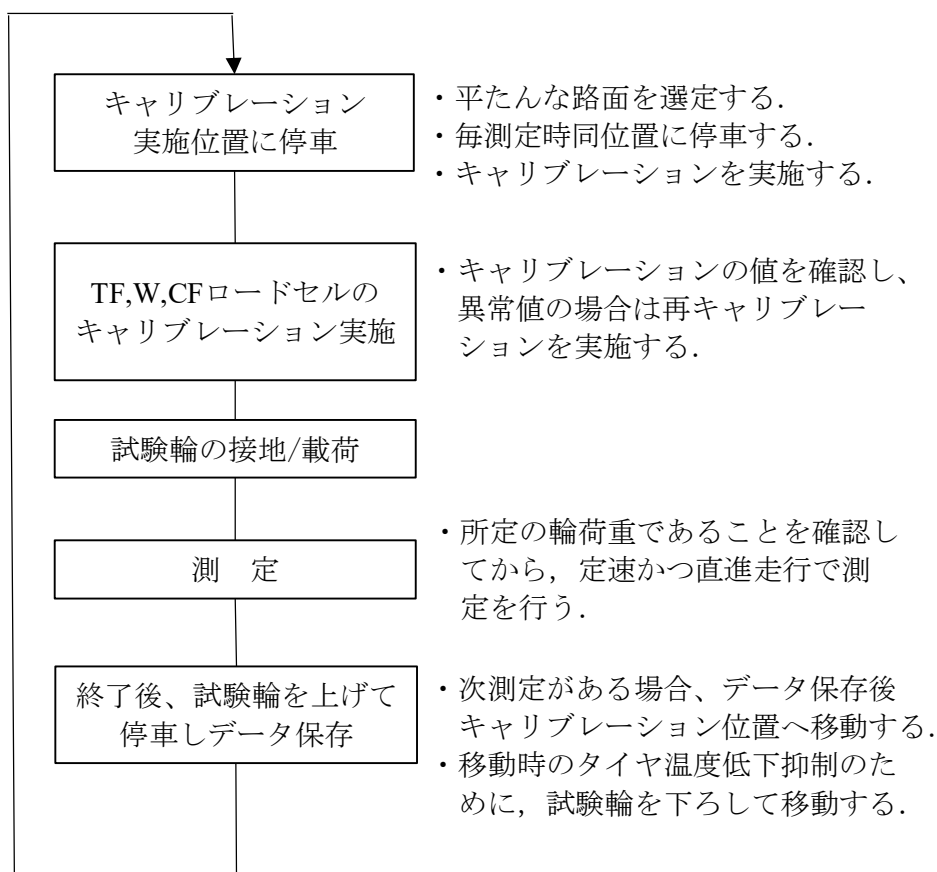 キャリブレーション
実施位置に停車
・平たんな路面を選定する.
・毎測定時同位置に停車する.
・キャリブレーションを実施する.
TF,W,CFロードセルの
キャリブレーション実施
・キャリブレーションの値を確認し、
異常値の場合は再キャリブレー
ションを実施する.
試験輪の接地/載荷
測　定
・所定の輪荷重であることを確認し
てから，定速かつ直進走行で測
定を行う.
終了後、試験輪を上げて
停車しデータ保存
・次測定がある場合、データ保存後
キャリブレーション位置へ移動する.
・移動時のタイヤ温度低下抑制のた
めに，試験輪を下ろして移動する.